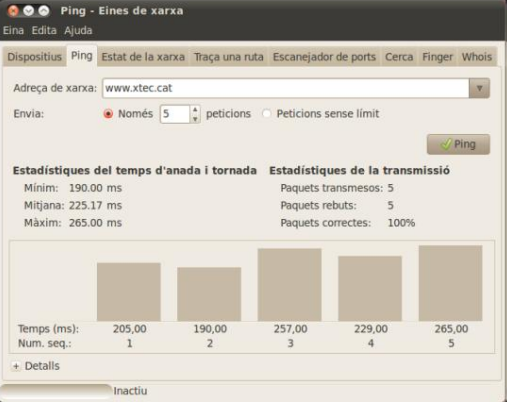 Ping - Eines de xarxa
Eina Edita Ajuda
Dispositius Ping Estat de la xarxa Traça una ruta Escanejador de ports Cerca Finger Whois
Adreça de xarxa: www.xtec.cat
Envia: Només 5 peticions Peticions sense límit
Ping
Estadístiques del temps d'anada i tornada Estadístiques de la transmissió
Mínim: 190.00 ms Paquets transmesos: 5
Mitjana: 225.17 ms Paquets rebuts: 5
Màxim: 265.00 ms Paquets correctes: 100%
Temps (ms): 205,00 190,00 257,00 229,00 265,00
Num. seq.: 1 2 3 4 5
Detalls
Inactiu